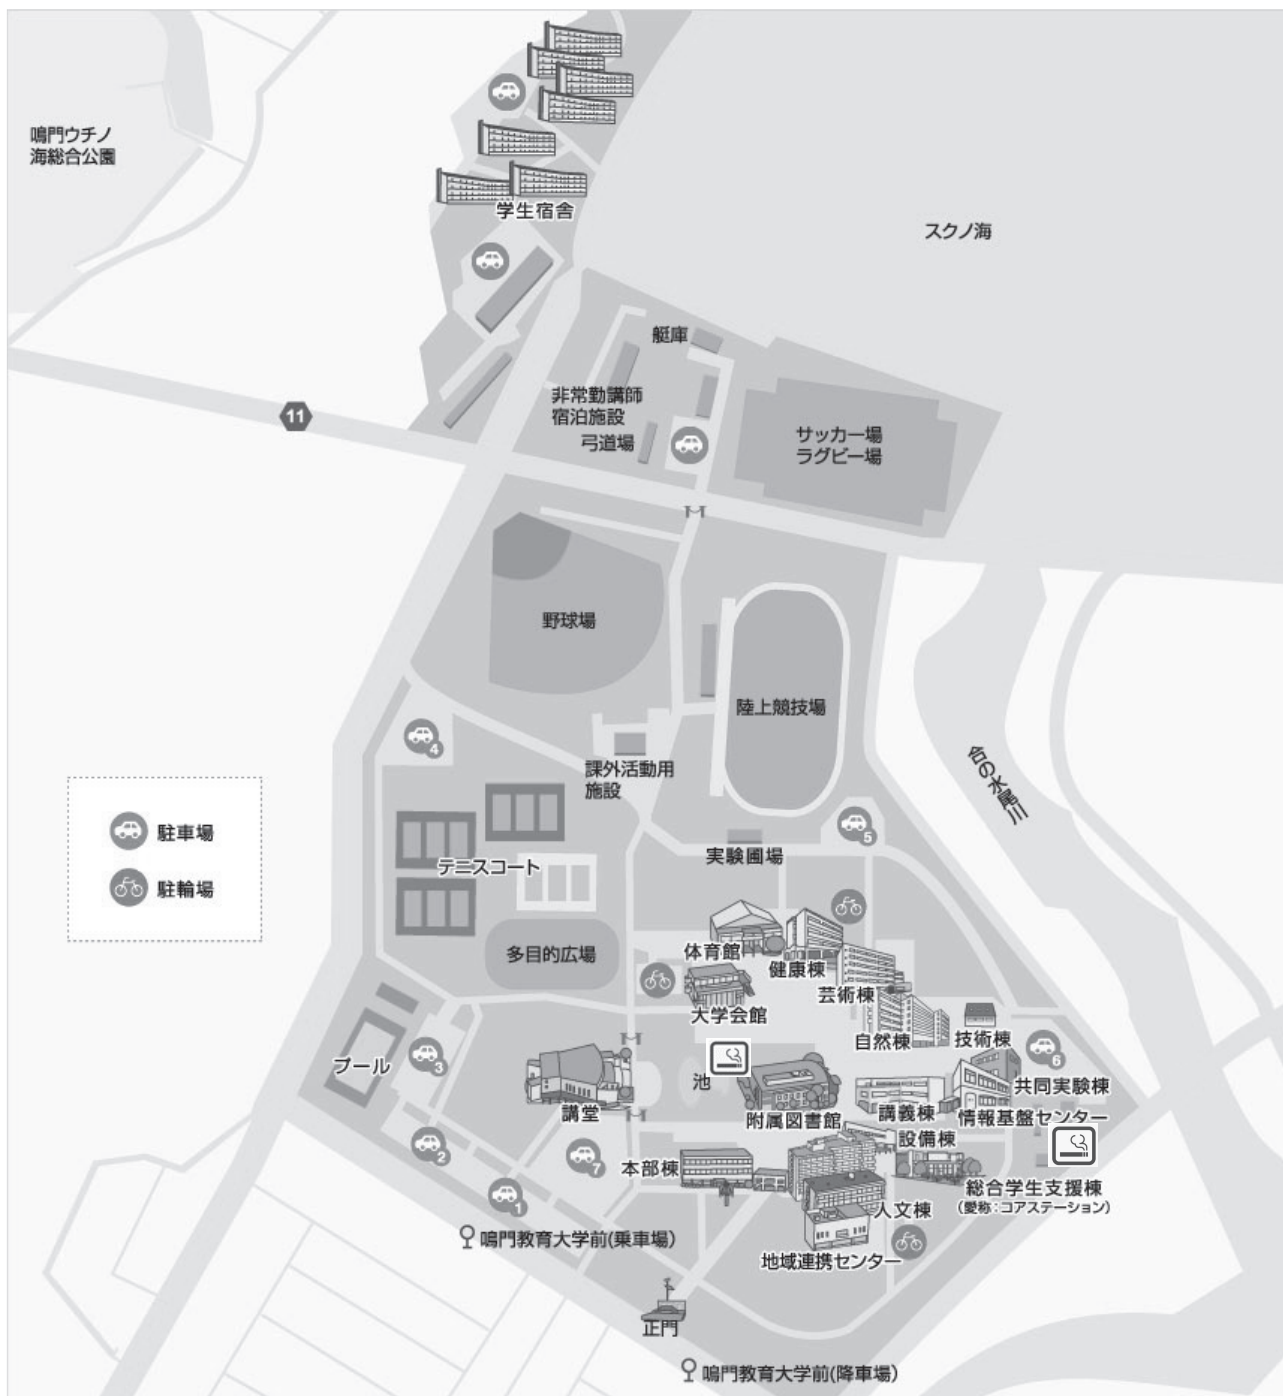 鳴門ウチノ
海総合公園
学生宿舎
スクノ海
艇庫
非常勤講師
宿泊施設
弓道場
サッカー場
ラグビー場
11
野球場
陸上競技場
合の水尾川
4
課外活動用
施設
駐車場
駐輪場
テニスコート
5
実験圃場
多目的広場
体育館
健康棟
芸術棟
大学会館
自然棟
技術棟
6
共同実験棟
プール
3
池
講堂
附属図書館
講義棟
情報基盤センター
設備棟
2
7
本部棟
総合学生支援棟
(愛称:コアステーション)
1
人文棟
鳴門教育大学前(乗車場)
地域連携センター
正門
鳴門教育大学前(降車場)